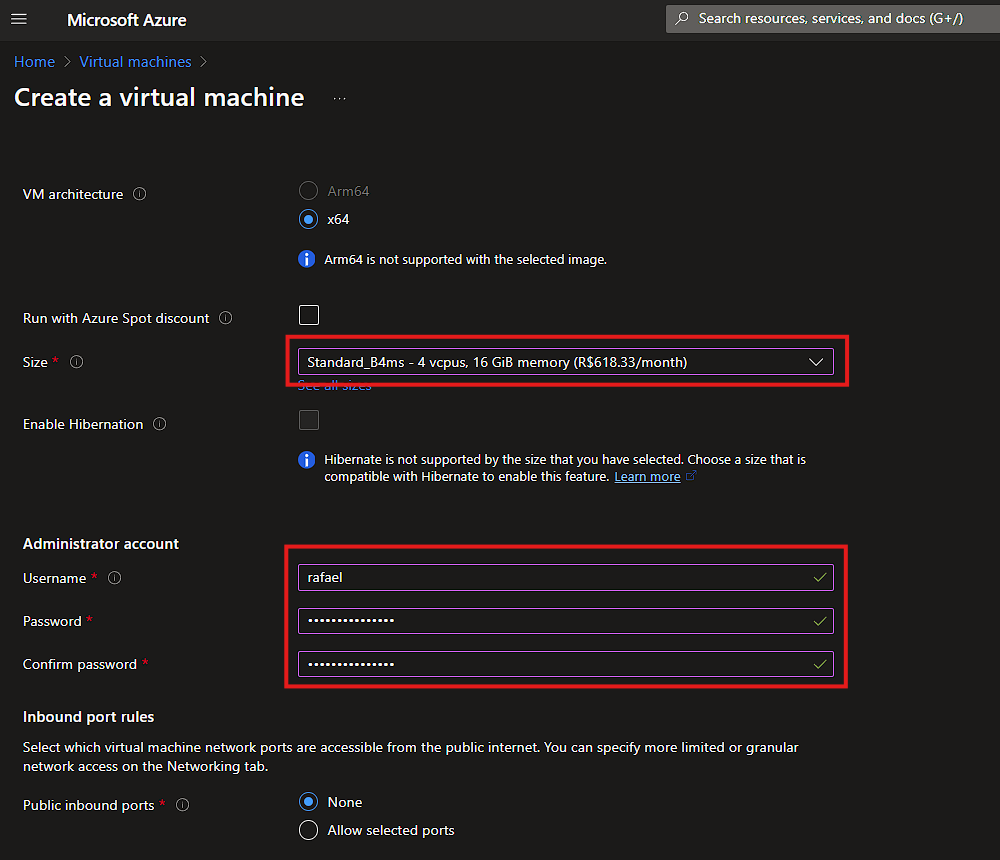 Microsoft Azure
Search resources, services, and docs (G+/)
Home > Virtual machines >
Create a virtual machine ...
VM architecture
Arm64
x64
Arm64 is not supported with the selected image.
Run with Azure Spot discount
Size *
Standard_B4ms - 4 vcpus, 16 GiB memory (R$618.33/month)
See all sizes
Enable Hibernation
Hibernate is not supported by the size that you have selected. Choose a size that is
compatible with Hibernate to enable this feature. Learn more
Administrator account
Username *
rafael
Password *
•••••••••••••••
Confirm password *
•••••••••••••••
Inbound port rules
Select which virtual machine network ports are accessible from the public internet. You can specify more limited or granular
network access on the Networking tab.
Public inbound ports *
None
Allow selected ports